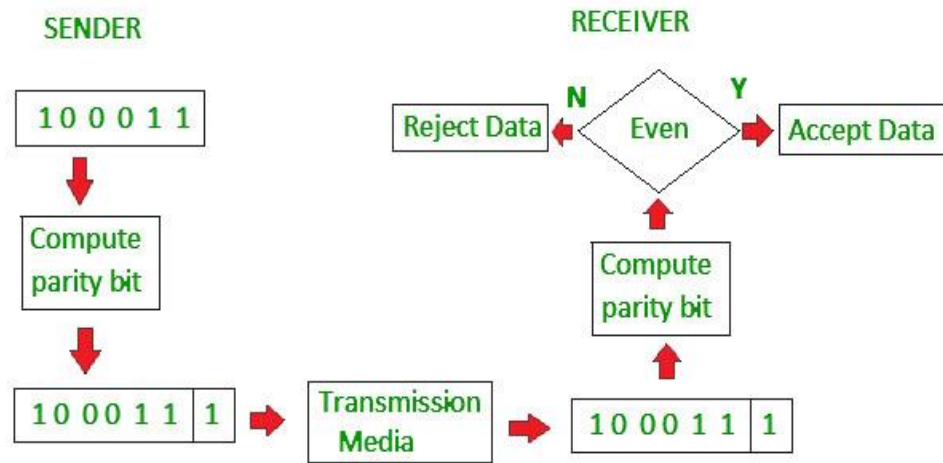 SENDER
1 0 0 0 1 1
Compute
parity bit
1 0 0 0 1 1 1
Transmission
Media
RECEIVER
1 0 0 0 1 1 1
Compute
parity bit
Even
N
Reject Data
Y
Accept Data